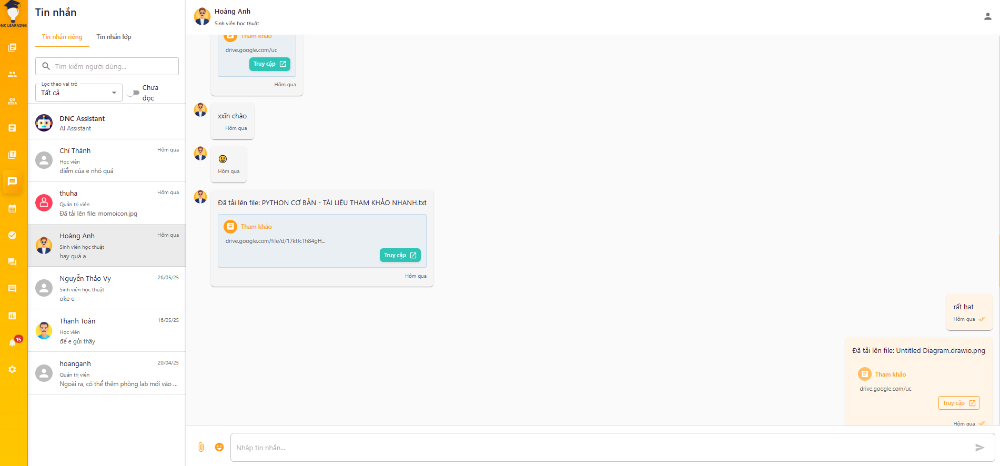 DNC LEARNING
15
Tin nhắn
Tin nhắn riêng
Tin nhắn lớp
Tìm kiếm người dùng...
Lọc theo vai trò
Tất cả
Chưa
đọc
DNC Assistant
AI Assistant
Chí Thành
Hôm qua
Học viên
điểm của e nhỏ quá
thuha
Hôm qua
Quản trị viên
Đã tải lên file: momoicon.jpg
Hoàng Anh
Hôm qua
Sinh viên học thuật
hay quá ạ
Nguyễn Thảo Vy
26/05/25
Sinh viên học thuật
oke e
Thanh Toàn
16/05/25
Học viên
để e gửi thầy
hoanganh
20/04/25
Quản trị viên
Ngoài ra, có thể thêm phòng lab mới vào ...
Hoàng Anh
Sinh viên học thuật
Tham khảo
drive.google.com/uc
Truy cập
Hôm qua
xxĩn chào
Hôm qua
Hôm qua
Đã tải lên file: PYTHON CƠ BẢN - TÀI LIỆU THAM KHẢO NHANH.txt
Tham khảo
drive.google.com/file/d/17ktfcTh84gH...
Truy cập
Hôm qua
rất hat
Hôm qua
Đã tải lên file: Untitled Diagram.drawio.png
Tham khảo
drive.google.com/uc
Truy cập
Hôm qua
Nhập tin nhắn...